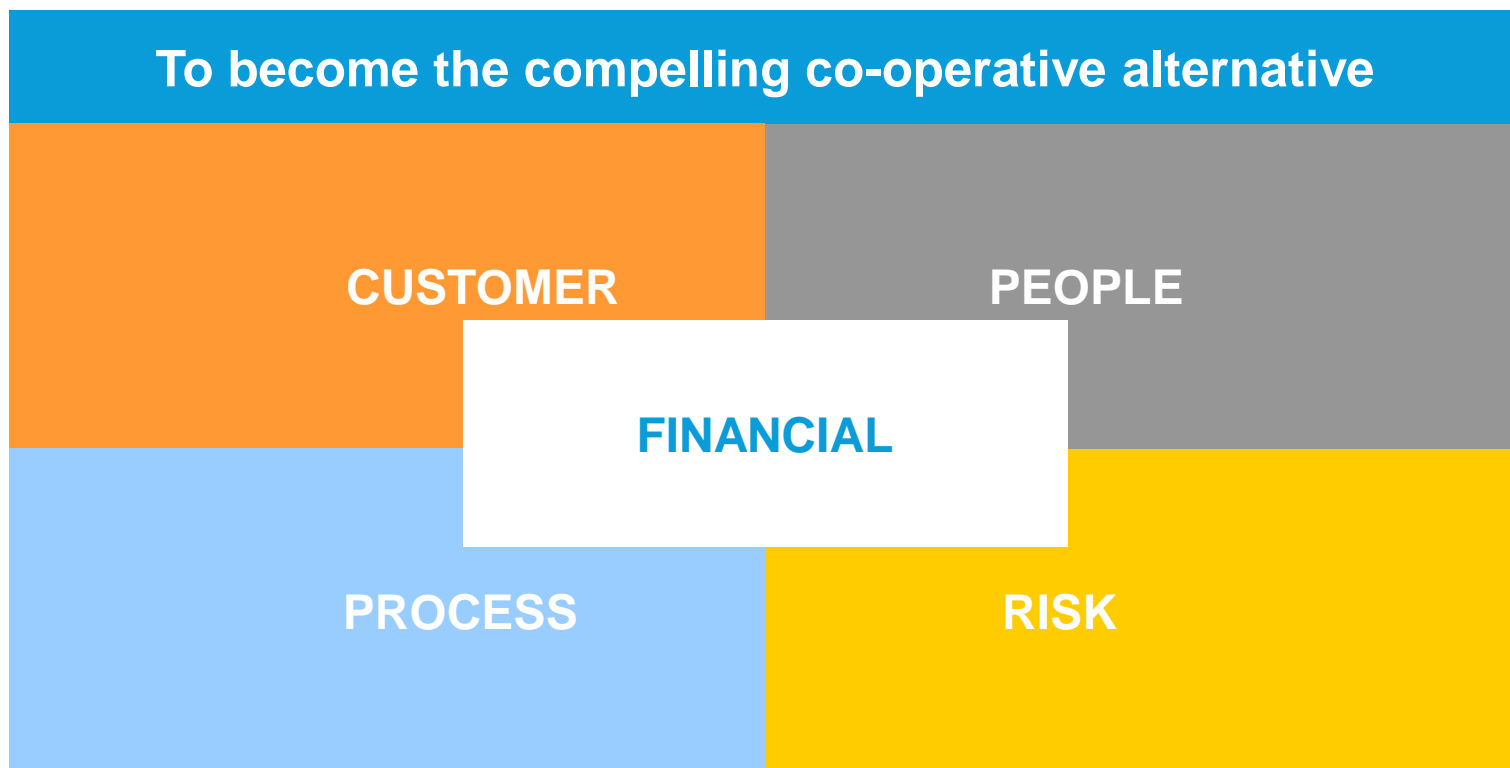 To become the compelling co-operative alternative
CUSTOMER
PEOPLE
FINANCIAL
PROCESS
RISK